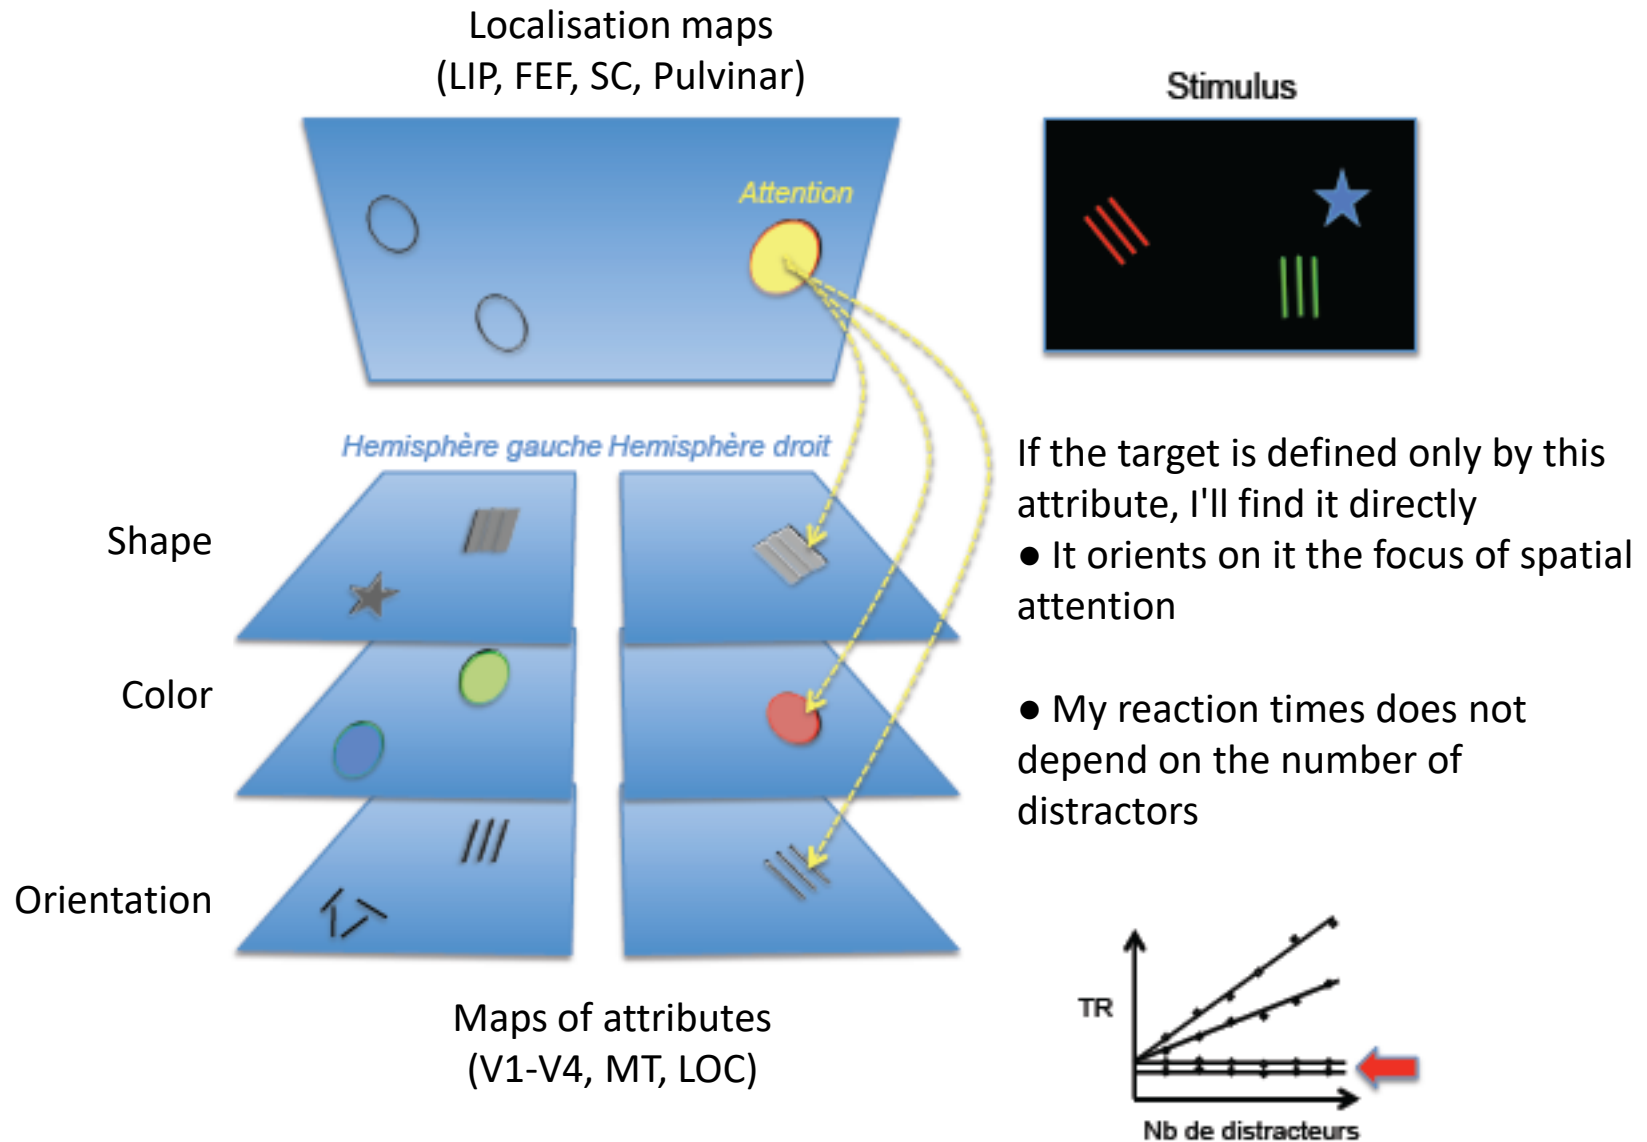 Localisation maps
(LIP, FEF, SC, Pulvinar)
Stimulus
Attention
Hemisphère gauche Hemisphère droit
Shape
Color
Orientation
Maps of attributes
(V1-V4, MT, LOC)
If the target is defined only by this
attribute, I'll find it directly
● It orients on it the focus of spatial
attention
● My reaction times does not
depend on the number of
distractors
TR
Nb de distracteurs